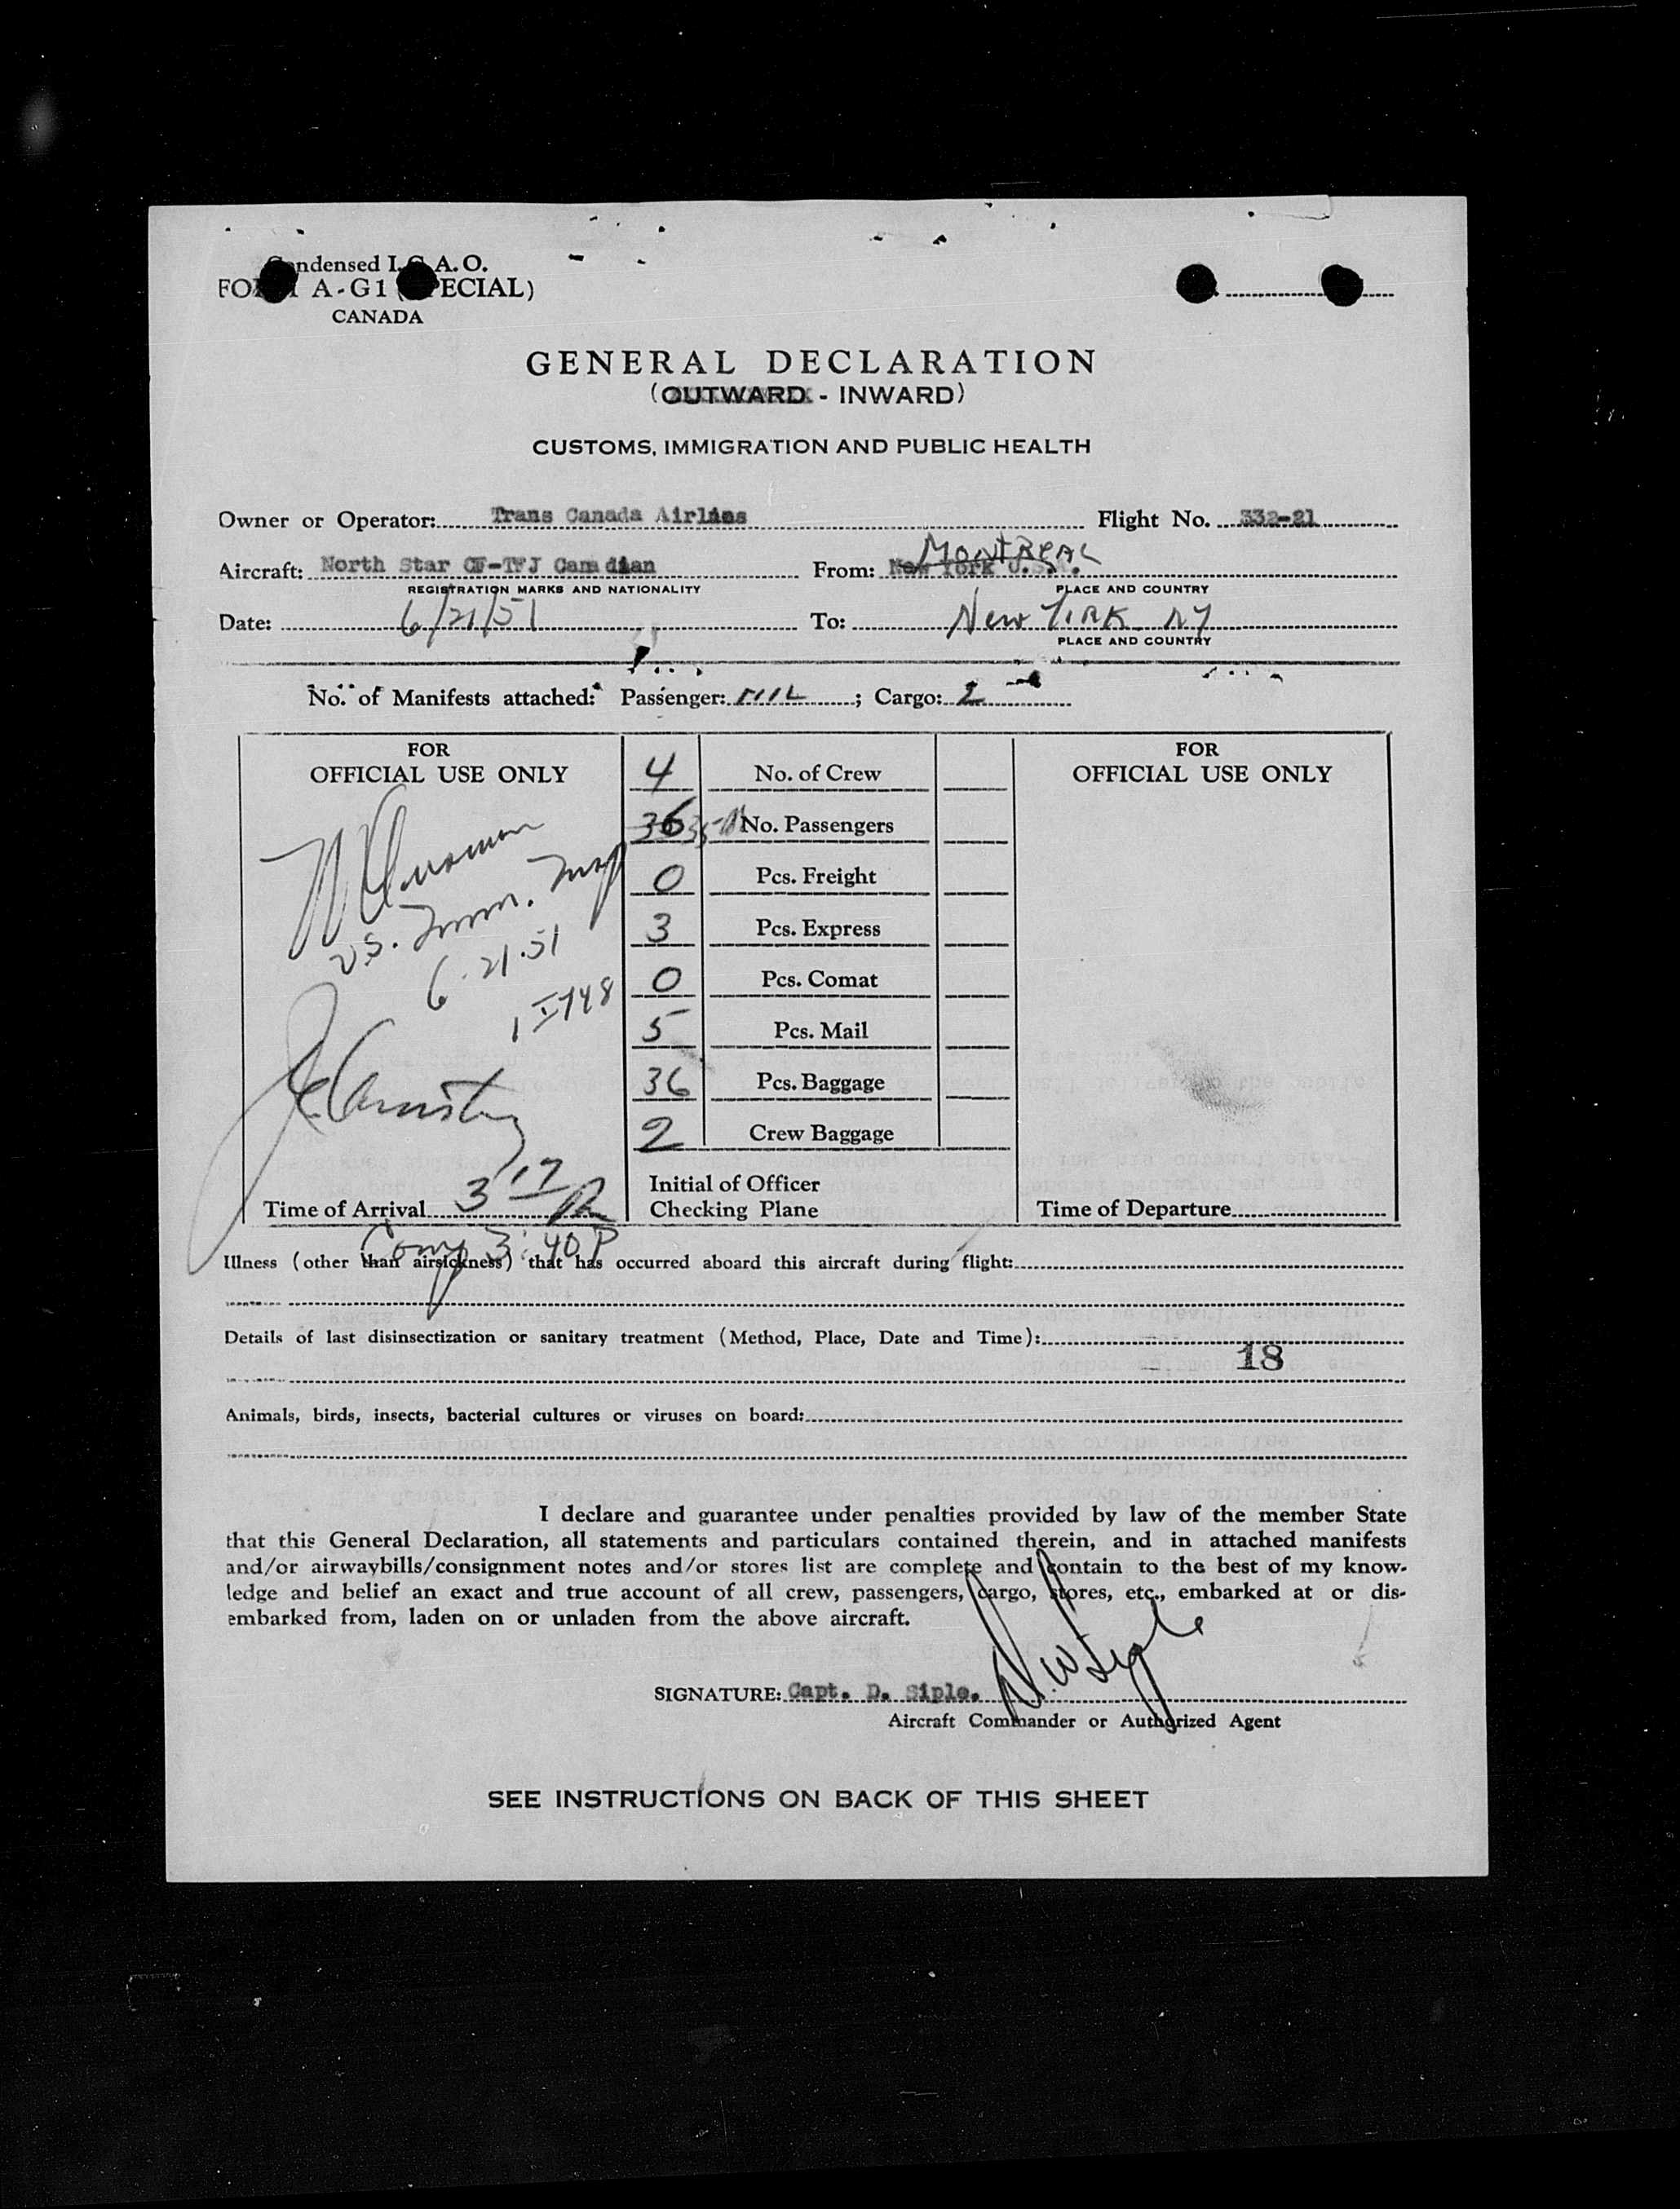 Condensed I.C.A.O.
FORM A-G1 (SPECIAL)
CANADA
GENERAL DECLARATION
(OUTWARD - INWARD)
CUSTOMS, IMMIGRATION AND PUBLIC HEALTH
Owner or Operator: Trans Canada Airlines Flight No. 332-21
MONTREAL
Aircraft: North Star CF-TFJ Canadian From: New York U.S.A.
REGISTRATION MARKS AND NATIONALITY PLACE AND COUNTRY
Date: 6/21/51 To: New York NY
PLACE AND COUNTRY
No. of Manifests attached: Passenger: NIL; Cargo: 2
FOR OFFICIAL USE ONLY
4 No. of Crew
36 35 No. Passengers
0 Pcs. Freight
3 Pcs. Express
0 Pcs. Comat
5 Pcs. Mail
36 Pcs. Baggage
2 Crew Baggage
U.S. Imm. Insp
6.21.51
1 I-448
Time of Arrival 3 17 P
Initial of Officer
Checking Plane
FOR OFFICIAL USE ONLY
Time of Departure
Comp 3:40 P
Illness (other than airsickness) that has occurred aboard this aircraft during flight:
Details of last disinsectization or sanitary treatment (Method, Place, Date and Time):
18
Animals, birds, insects, bacterial cultures or viruses on board:
I declare and guarantee under penalties provided by law of the member State
that this General Declaration, all statements and particulars contained therein, and in attached manifests
and/or airwaybills/consignment notes and/or stores list are complete and contain to the best of my know-
ledge and belief an exact and true account of all crew, passengers, cargo, stores, etc., embarked at or dis-
embarked from, laden on or unladen from the above aircraft.
SIGNATURE: Capt. D. Siple. D.W Siple
Aircraft Commander or Authorized Agent
SEE INSTRUCTIONS ON BACK OF THIS SHEET